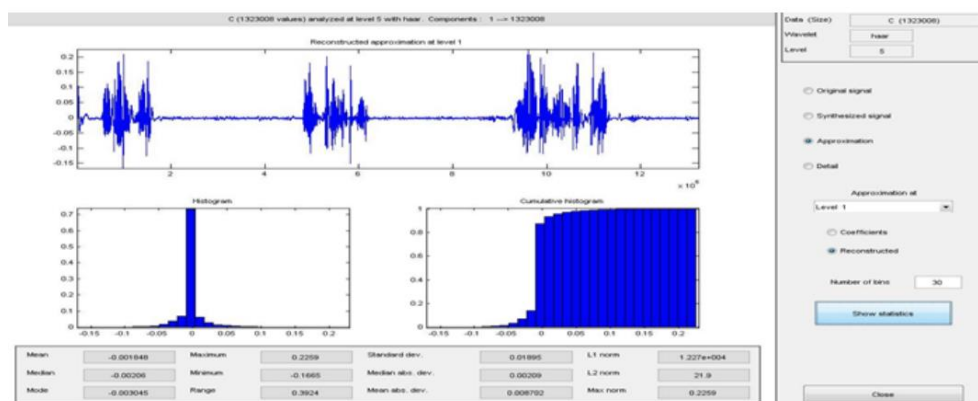 C (1323008 values) analyzed at level 5 with haar. Components : 1 --> 1323008
Reconstructed approximation at level 1
0.2
0.15
0.1
0.05
0
-0.05
-0.1
-0.15
2 4 6 8 10 12
× 10
Histogram
0.7
0.6
0.5
0.4
0.3
0.2
0.1
0
-0.15 -0.1 -0.05 0 0.05 0.1 0.15 0.2
Cumulative histogram
1
0.8
0.6
0.4
0.2
0
-0.15 -0.1 -0.05 0 0.05 0.1 0.15 0.2
Mean -0.001848 Maximum 0.2259 Standard dev. 0.01895 L1 norm 1.227e+004
Median -0.00206 Minimum -0.1665 Median abs. dev. 0.00209 L2 norm 21.9
Mode -0.003045 Range 0.3924 Mean abs. dev. 0.008792 Max norm 0.2259
Data (Size) C (1323008)
Wavelet haar
Level 5
Original signal
Synthesized signal
Approximation
Detail
Approximation at
Level 1
Coefficients
Reconstructed
Number of bins 30
Show statistics
Close